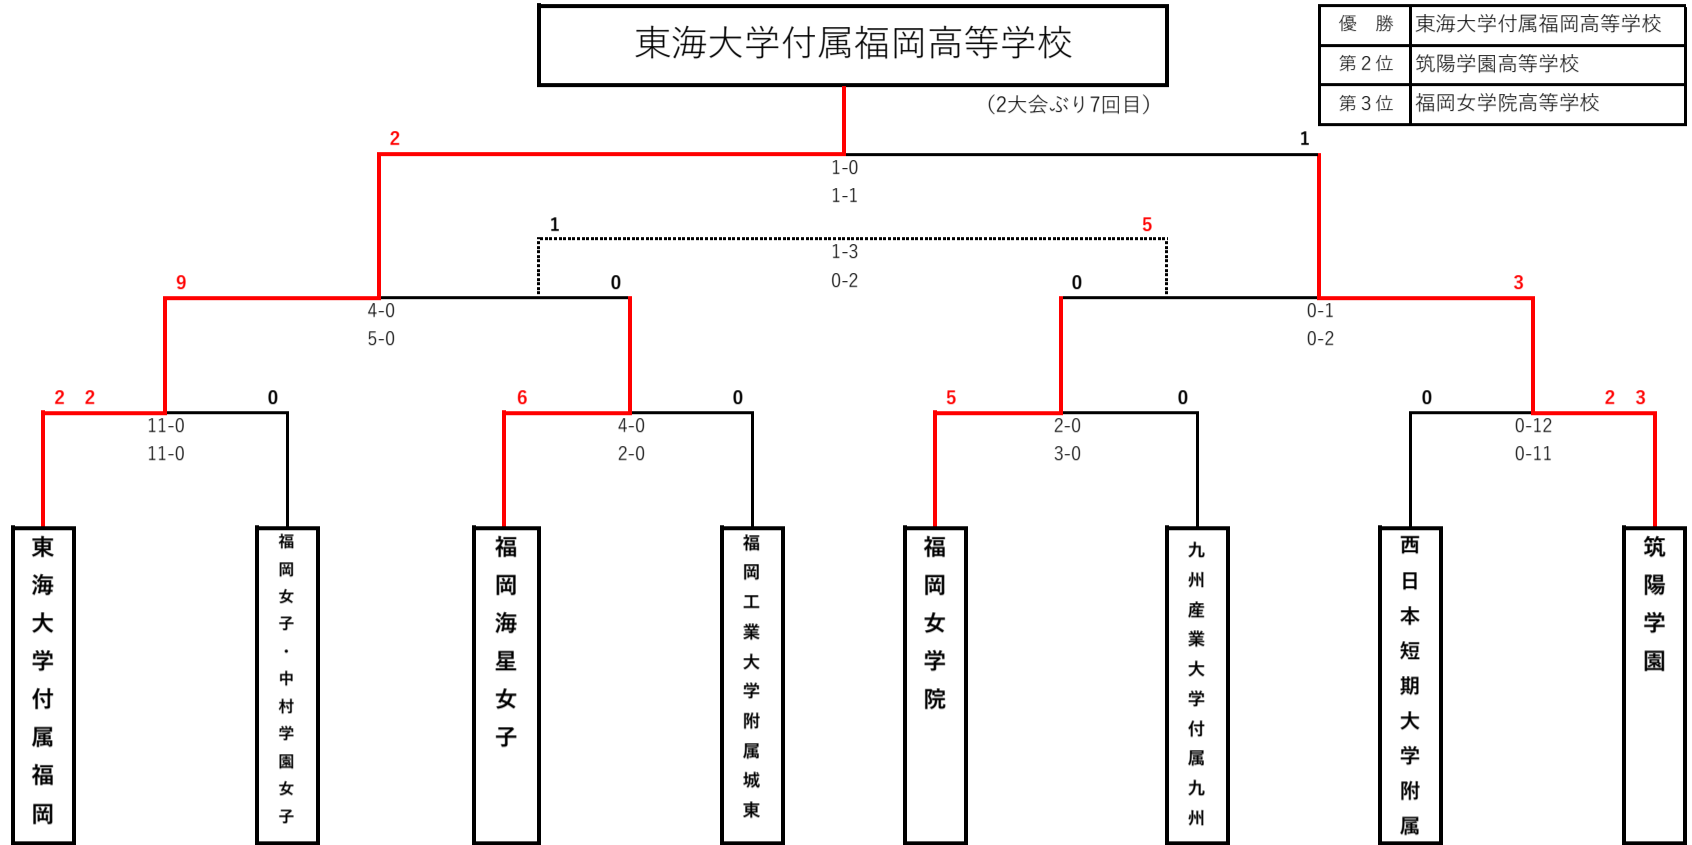 東海大学付属福岡高等学校
優　勝 東海大学付属福岡高等学校
第２位 筑陽学園高等学校
第３位 福岡女学院高等学校
（2大会ぶり7回目）
2 1
1-0
1-1
1 5
1-3
0-2
9 0 0 3
4-0 0-1
5-0 0-2
2 2 0 6 0 5 0 0 2 3
11-0 4-0 2-0 0-12
11-0 2-0 3-0 0-11
東海大学付属福岡
福岡女子・中村学園女子
福岡海星女子
福岡工業大学附属城東
福岡女学院
九州産業大学付属九州
西日本短期大学附属
筑陽学園